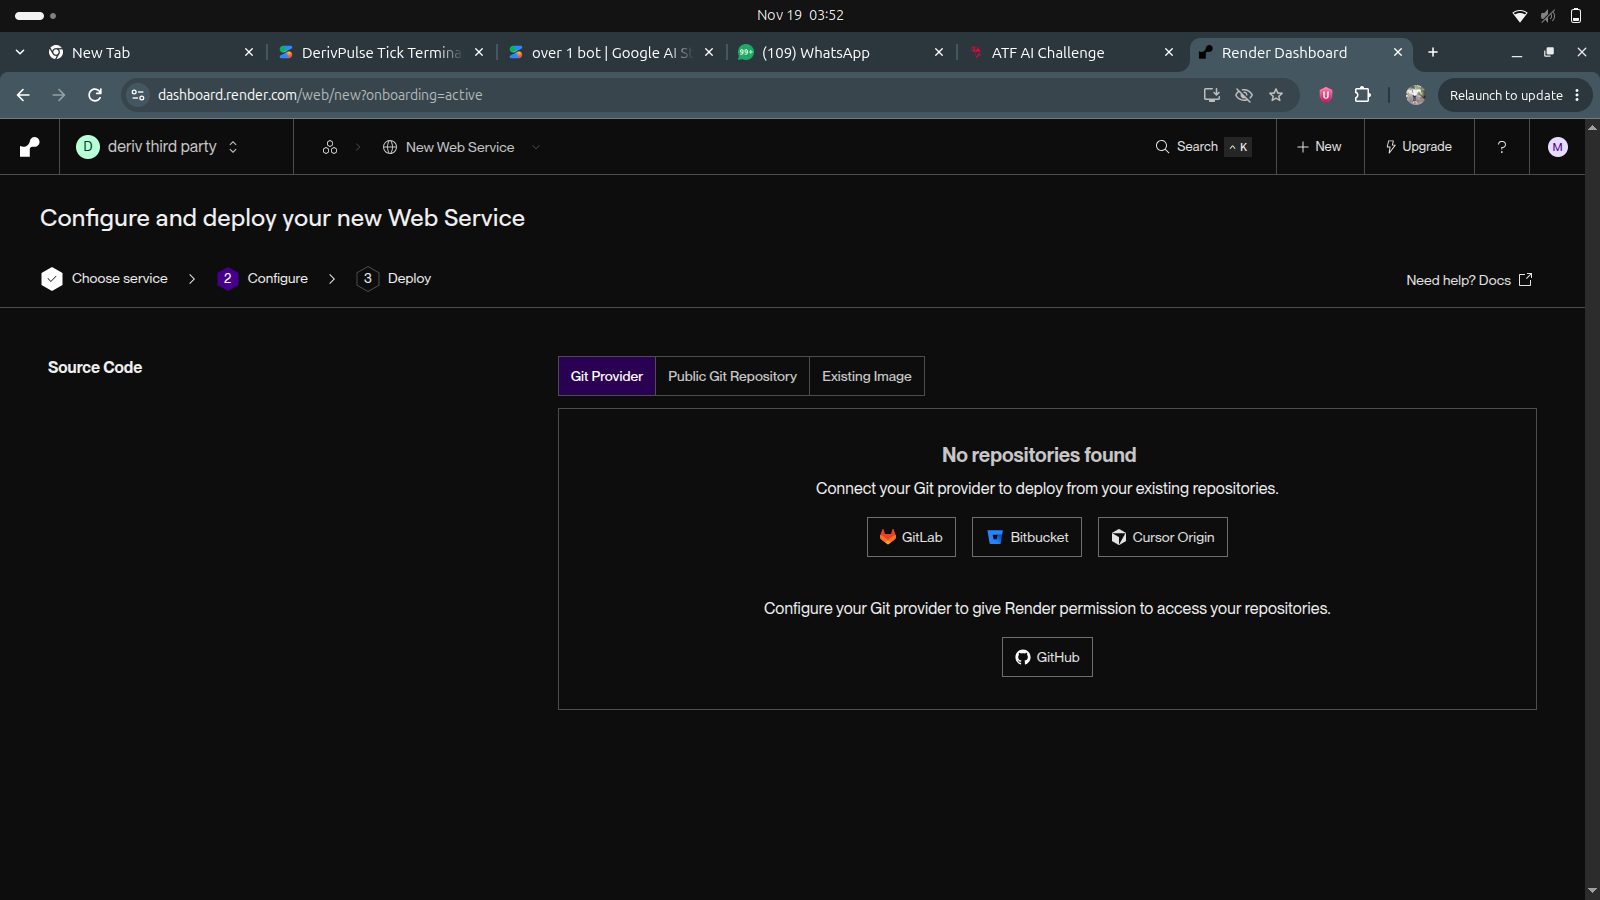 Nov 19 03:52
New Tab
DerivPulse Tick Termina
over 1 bot | Google AI St
99+
(109) WhatsApp
ATF AI Challenge
Render Dashboard
dashboard.render.com/web/new?onboarding=active
Relaunch to update
D
deriv third party
New Web Service
Search
K
New
Upgrade
?
M
Configure and deploy your new Web Service
Choose service
2
Configure
3
Deploy
Need help? Docs
Source Code
Git Provider
Public Git Repository
Existing Image
No repositories found
Connect your Git provider to deploy from your existing repositories.
GitLab
Bitbucket
Cursor Origin
Configure your Git provider to give Render permission to access your repositories.
GitHub